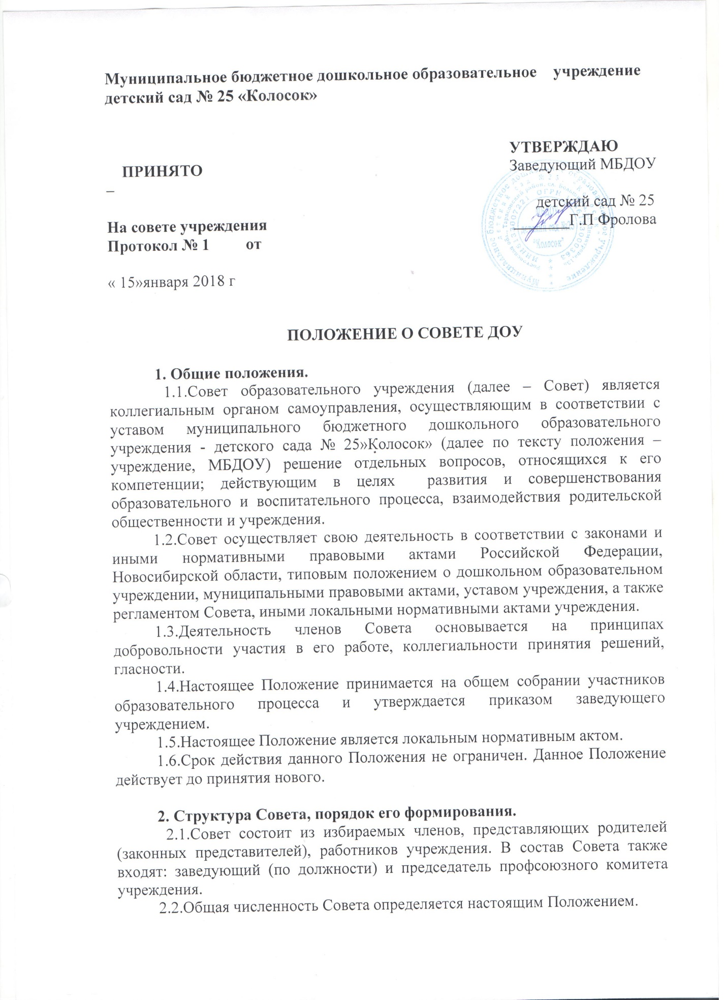 Муниципальное бюджетное дошкольное образовательное учреждение
детский сад № 25 «Колосок»
УТВЕРЖДАЮ
Заведующий МБДОУ
детский сад № 25
Г.П Фролова
ПРИНЯТО
–
На совете учреждения
Протокол № 1 от
« 15»января 2018 г
"Колосок"
ПОЛОЖЕНИЕ О СОВЕТЕ ДОУ
1. Общие положения.
1.1.Совет образовательного учреждения (далее – Совет) является
коллегиальным органом самоуправления, осуществляющим в соответствии с
уставом муниципального бюджетного дошкольного образовательного
учреждения - детского сада № 25»Колосок» (далее по тексту положения –
учреждение, МБДОУ) решение отдельных вопросов, относящихся к его
компетенции; действующим в целях развития и совершенствования
образовательного и воспитательного процесса, взаимодействия родительской
общественности и учреждения.
1.2.Совет осуществляет свою деятельность в соответствии с законами и
иными нормативными правовыми актами Российской Федерации,
Новосибирской области, типовым положением о дошкольном образовательном
учреждении, муниципальными правовыми актами, уставом учреждения, а также
регламентом Совета, иными локальными нормативными актами учреждения.
1.3.Деятельность членов Совета основывается на принципах
добровольности участия в его работе, коллегиальности принятия решений,
гласности.
1.4.Настоящее Положение принимается на общем собрании участников
образовательного процесса и утверждается приказом заведующего
учреждением.
1.5.Настоящее Положение является локальным нормативным актом.
1.6.Срок действия данного Положения не ограничен. Данное Положение
действует до принятия нового.
2. Структура Совета, порядок его формирования.
2.1.Совет состоит из избираемых членов, представляющих родителей
(законных представителей), работников учреждения. В состав Совета также
входят: заведующий (по должности) и председатель профсоюзного комитета
учреждения.
2.2.Общая численность Совета определяется настоящим Положением.